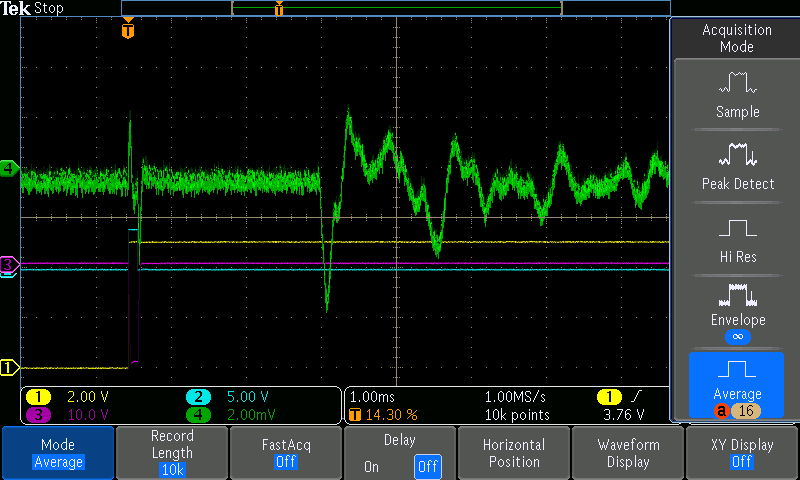 Tek Stop
T
T
Acquisition
Mode
Sample
Peak Detect
Hi Res
Envelope
∞
Average
a 16
4
3
2
1
1 2.00 V 2 5.00 V
3 10.0 V 4 2.00mV
1.00ms 1.00MS/s 1 3.76 V
T 14.30 % 10k points
Mode
Average
Record
Length
10k
FastAcq
Off
Delay
On Off
Horizontal
Position
Waveform
Display
XY Display
Off